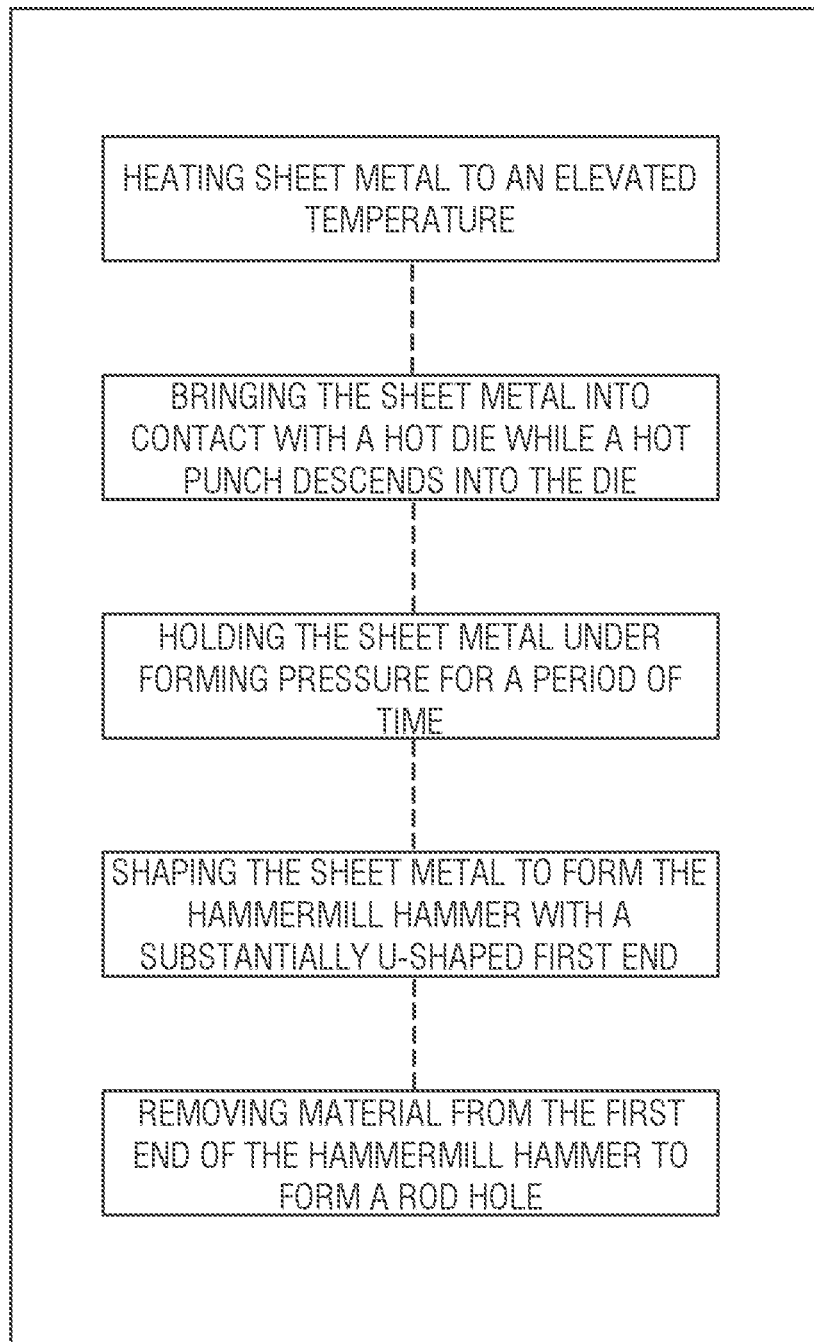 HEATING SHEET METAL TO AN ELEVATED
TEMPERATURE
BRINGING THE SHEET METAL INTO
CONTACT WITH A HOT DIE WHILE A HOT
PUNCH DESCENDS INTO THE DIE
HOLDING THE SHEET METAL UNDER
FORMING PRESSURE FOR A PERIOD OF
TIME
SHAPING THE SHEET METAL TO FORM THE
HAMMERMILL HAMMER WITH A
SUBSTANTIALLY U-SHAPED FIRST END
REMOVING MATERIAL FROM THE FIRST
END OF THE HAMMERMILL HAMMER TO
FORM A ROD HOLE